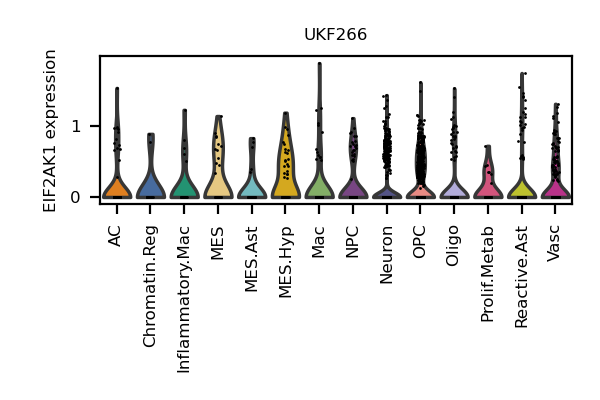 UKF266
EIF2AK1 expression
1
0
AC
Chromatin.Reg
Inflammatory.Mac
MES
MES.Ast
MES.Hyp
Mac
NPC
Neuron
OPC
Oligo
Prolif.Metab
Reactive.Ast
Vasc